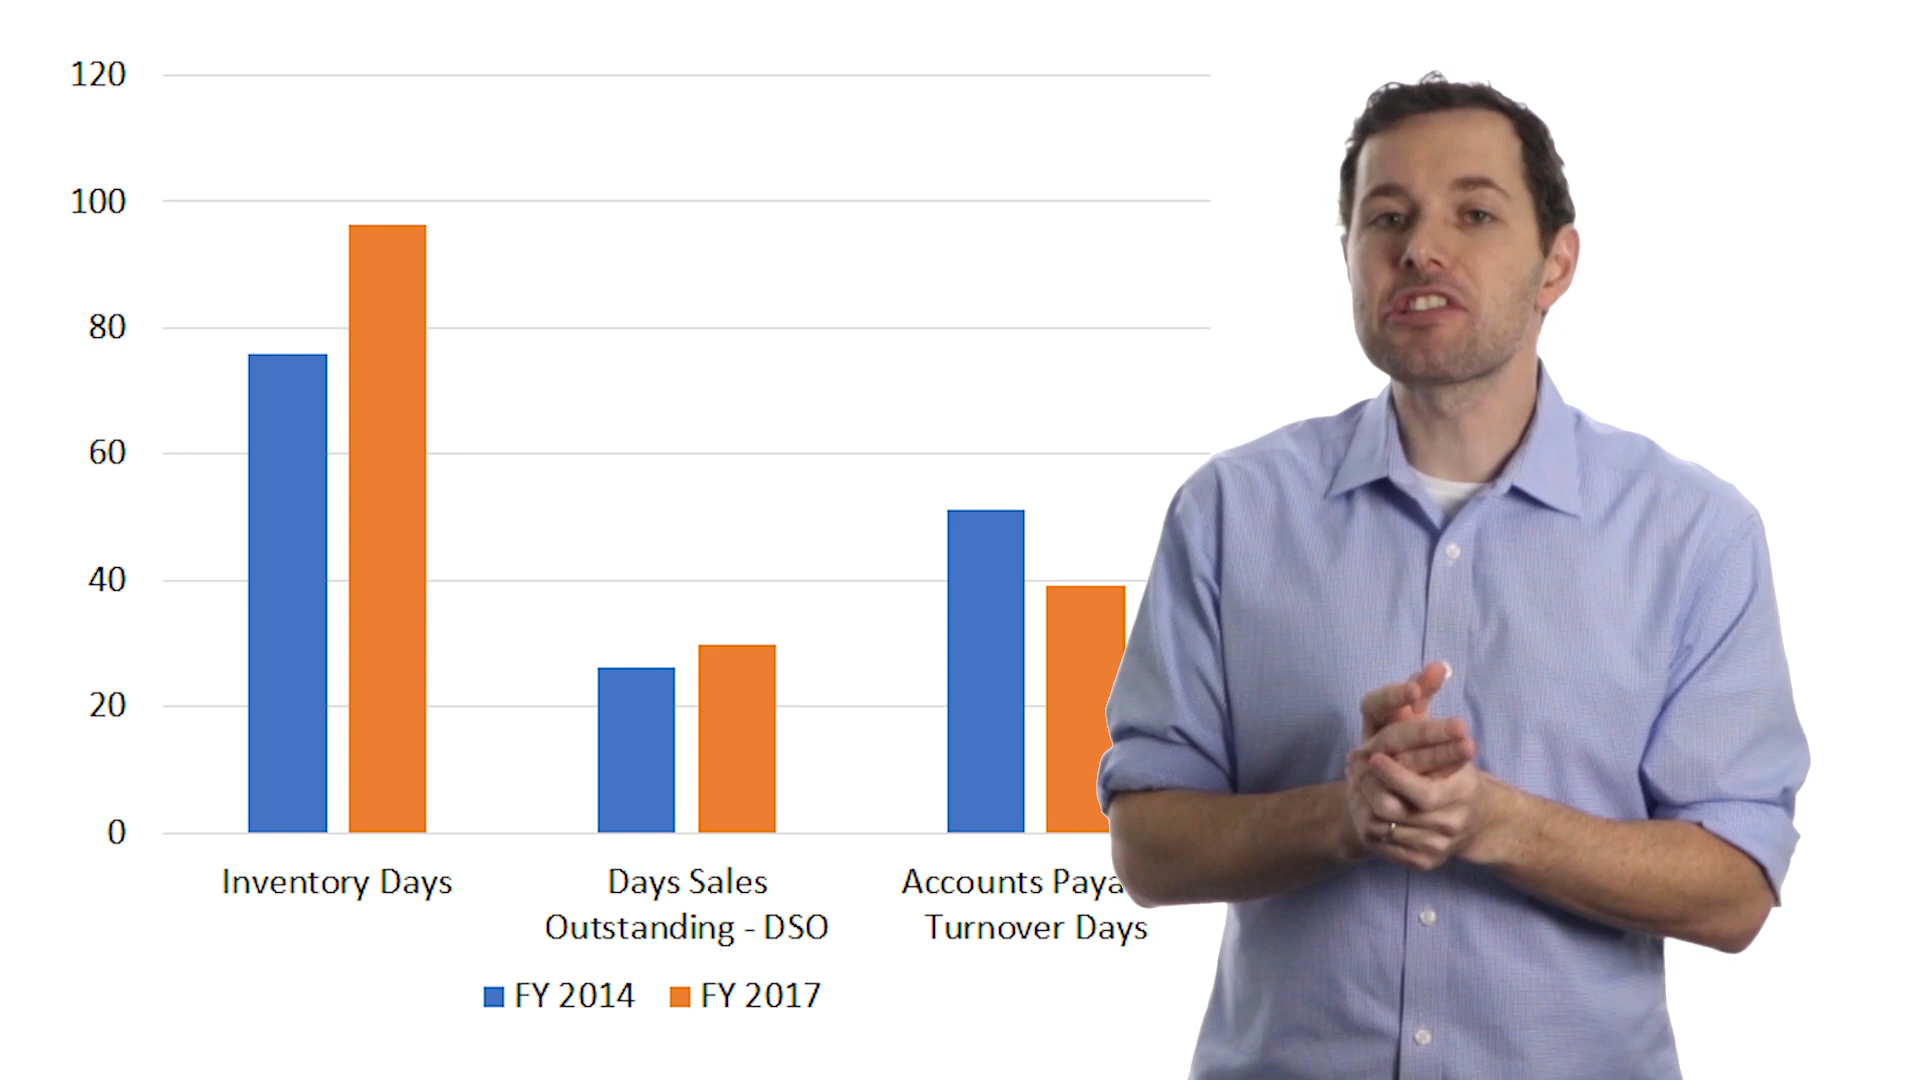 120
100
80
60
40
20
0
Inventory Days
Days Sales
Outstanding - DSO
Accounts
Turnover Days
FY 2014
FY 2017